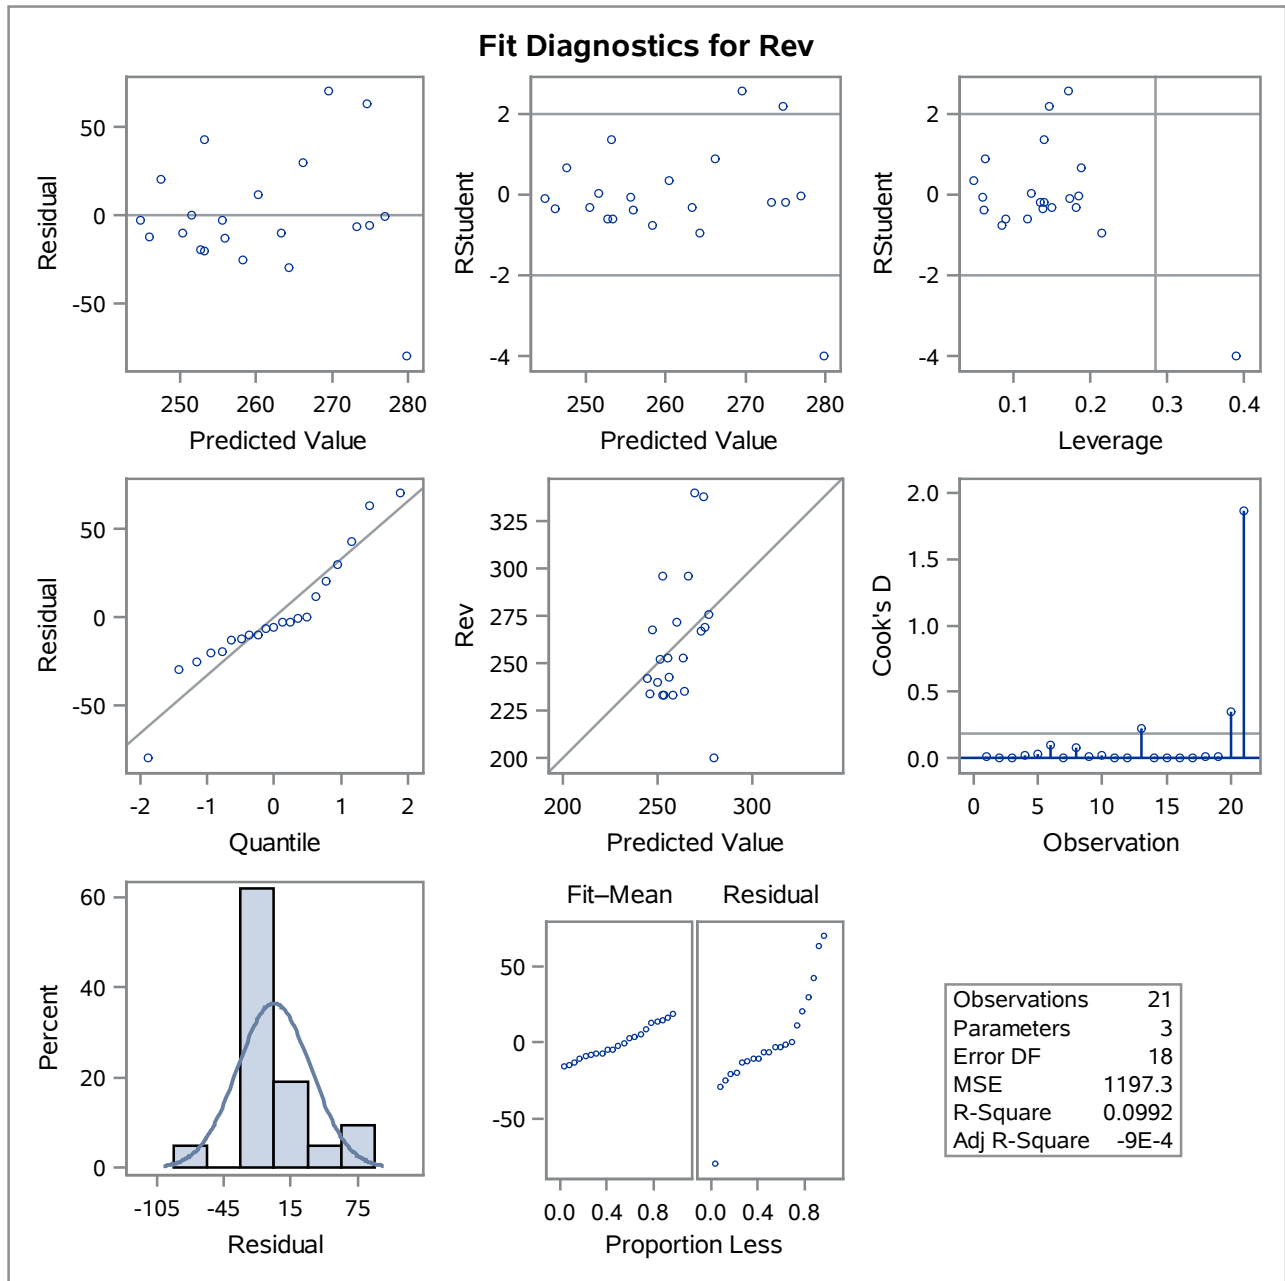 Fit Diagnostics for Rev
Residual
50
0
-50
250 260 270 280
Predicted Value
RStudent
2
0
-2
-4
250 260 270 280
Predicted Value
RStudent
2
0
-2
-4
0.1 0.2 0.3 0.4
Leverage
Residual
50
0
-50
-2 -1 0 1 2
Quantile
Rev
325
300
275
250
225
200
200 250 300
Predicted Value
Cook's D
2.0
1.5
1.0
0.5
0.0
0 5 10 15 20
Observation
Percent
60
40
20
0
-105 -45 15 75
Residual
Fit–Mean Residual
50
0
-50
0.0 0.4 0.8 0.0 0.4 0.8
Proportion Less
Observations 21
Parameters 3
Error DF 18
MSE 1197.3
R-Square 0.0992
Adj R-Square -9E-4